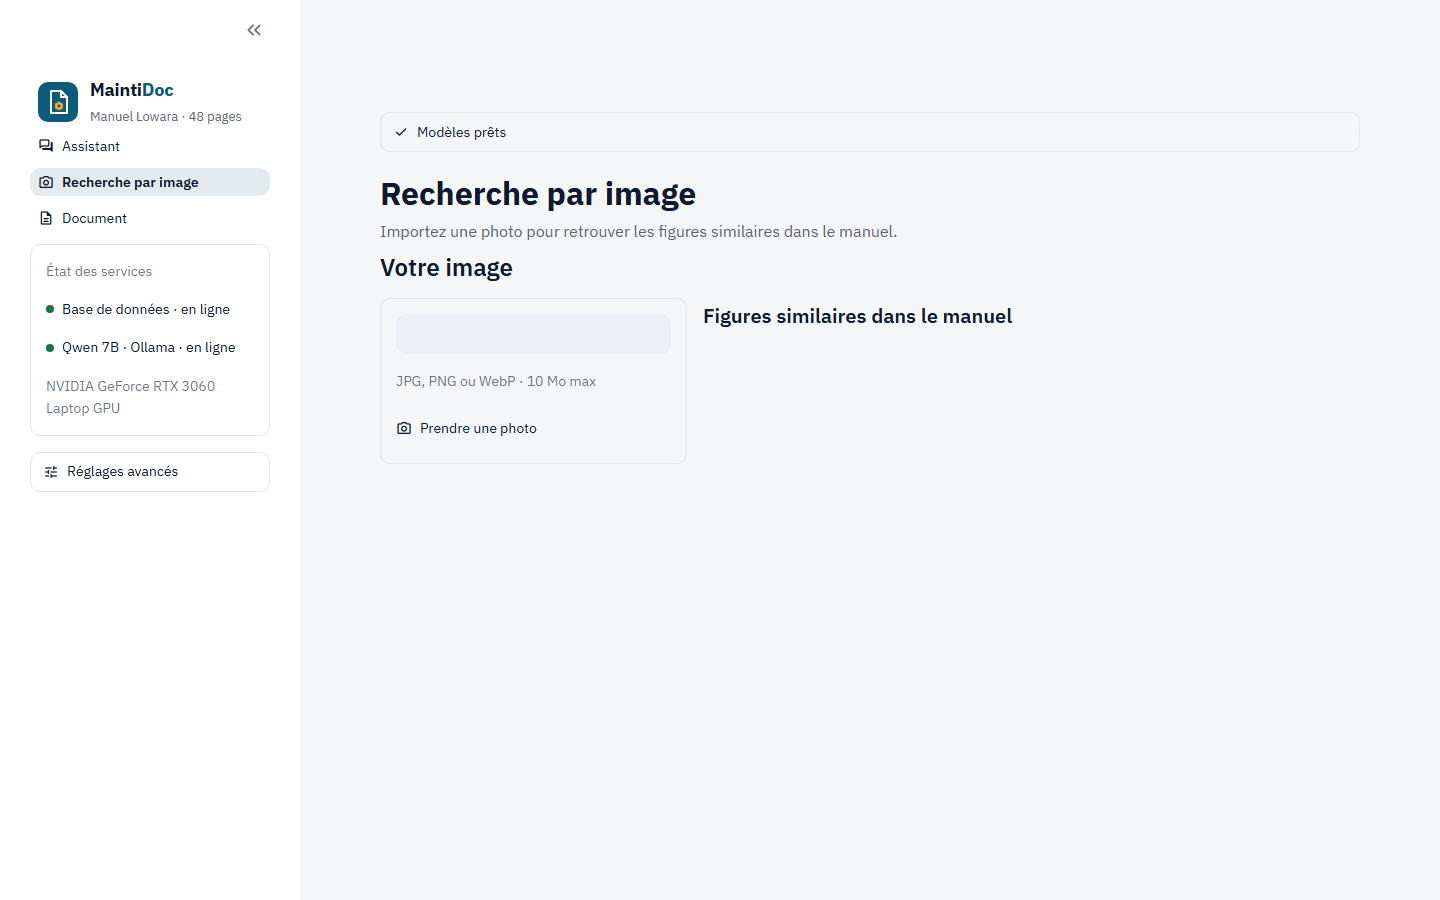 MaintiDoc
Manuel Lowara · 48 pages
Assistant
Recherche par image
Document
État des services
Base de données · en ligne
Qwen 7B · Ollama · en ligne
NVIDIA GeForce RTX 3060
Laptop GPU
Réglages avancés
Modèles prêts
Recherche par image
Importez une photo pour retrouver les figures similaires dans le manuel.
Votre image
JPG, PNG ou WebP · 10 Mo max
Prendre une photo
Figures similaires dans le manuel